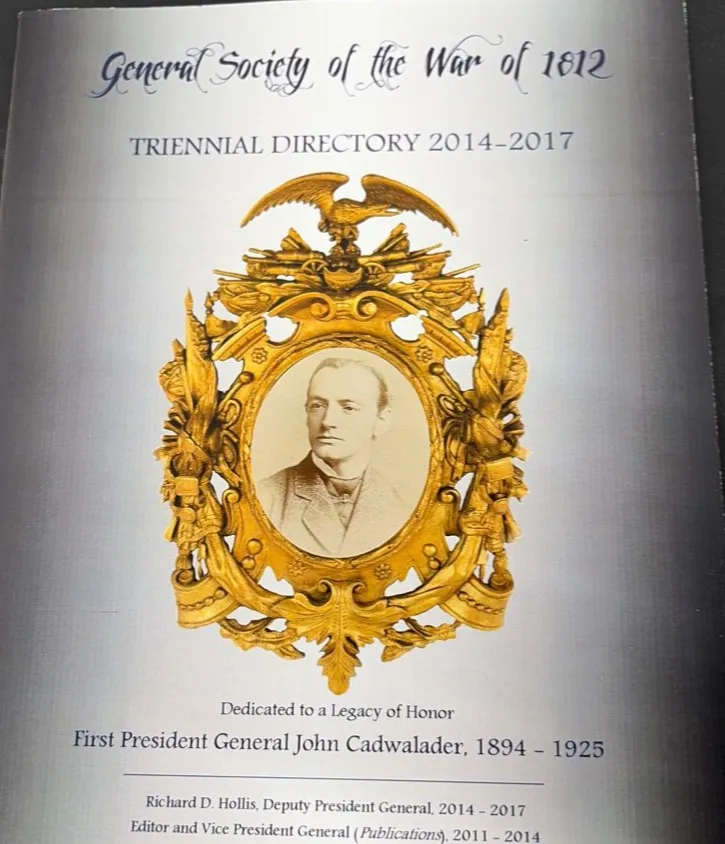 General Society of the War of 1812
TRIENNIAL DIRECTORY 2014-2017
Dedicated to a Legacy of Honor
First President General John Cadwalader, 1894 - 1925
Richard D. Hollis, Deputy President General, 2014 - 2017
Editor and Vice President General (Publications), 2011 - 2014